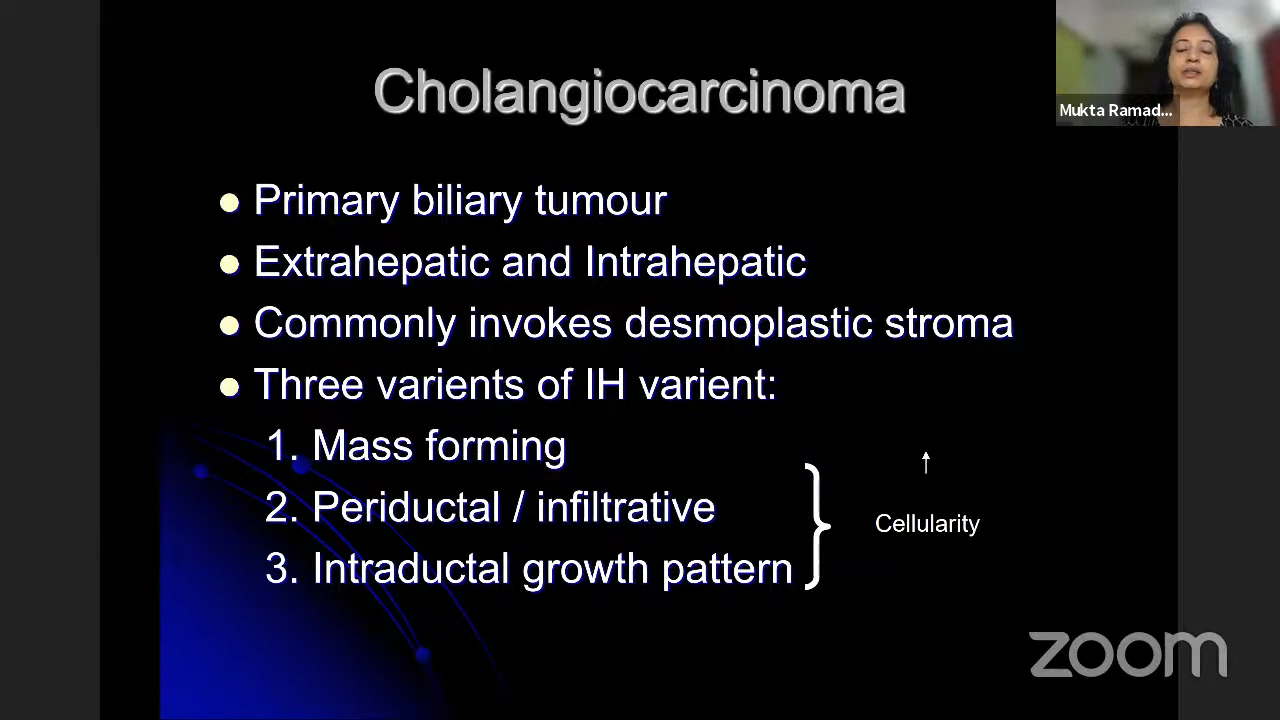 Cholangiocarcinoma
Mukta Ramad...
Primary biliary tumour
Extrahepatic and Intrahepatic
Commonly invokes desmoplastic stroma
Three varients of IH varient:
1. Mass forming
2. Periductal / infiltrative
3. Intraductal growth pattern
↑
Cellularity
zoom